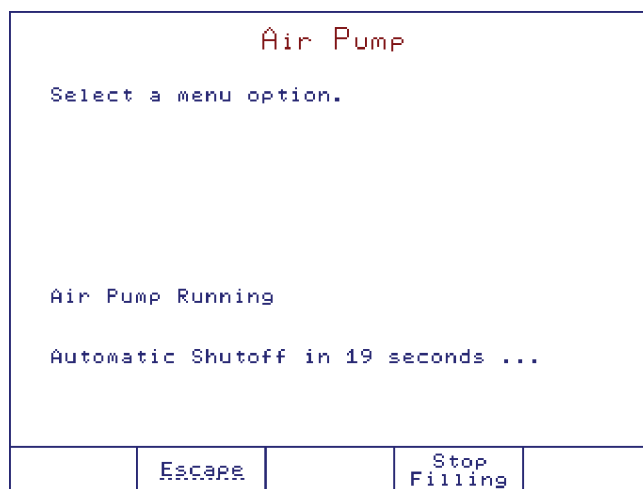 Air Pump
Select a menu option.
Air Pump Running
Automatic Shutoff in 19 seconds ...
Escape
Stop
Filling